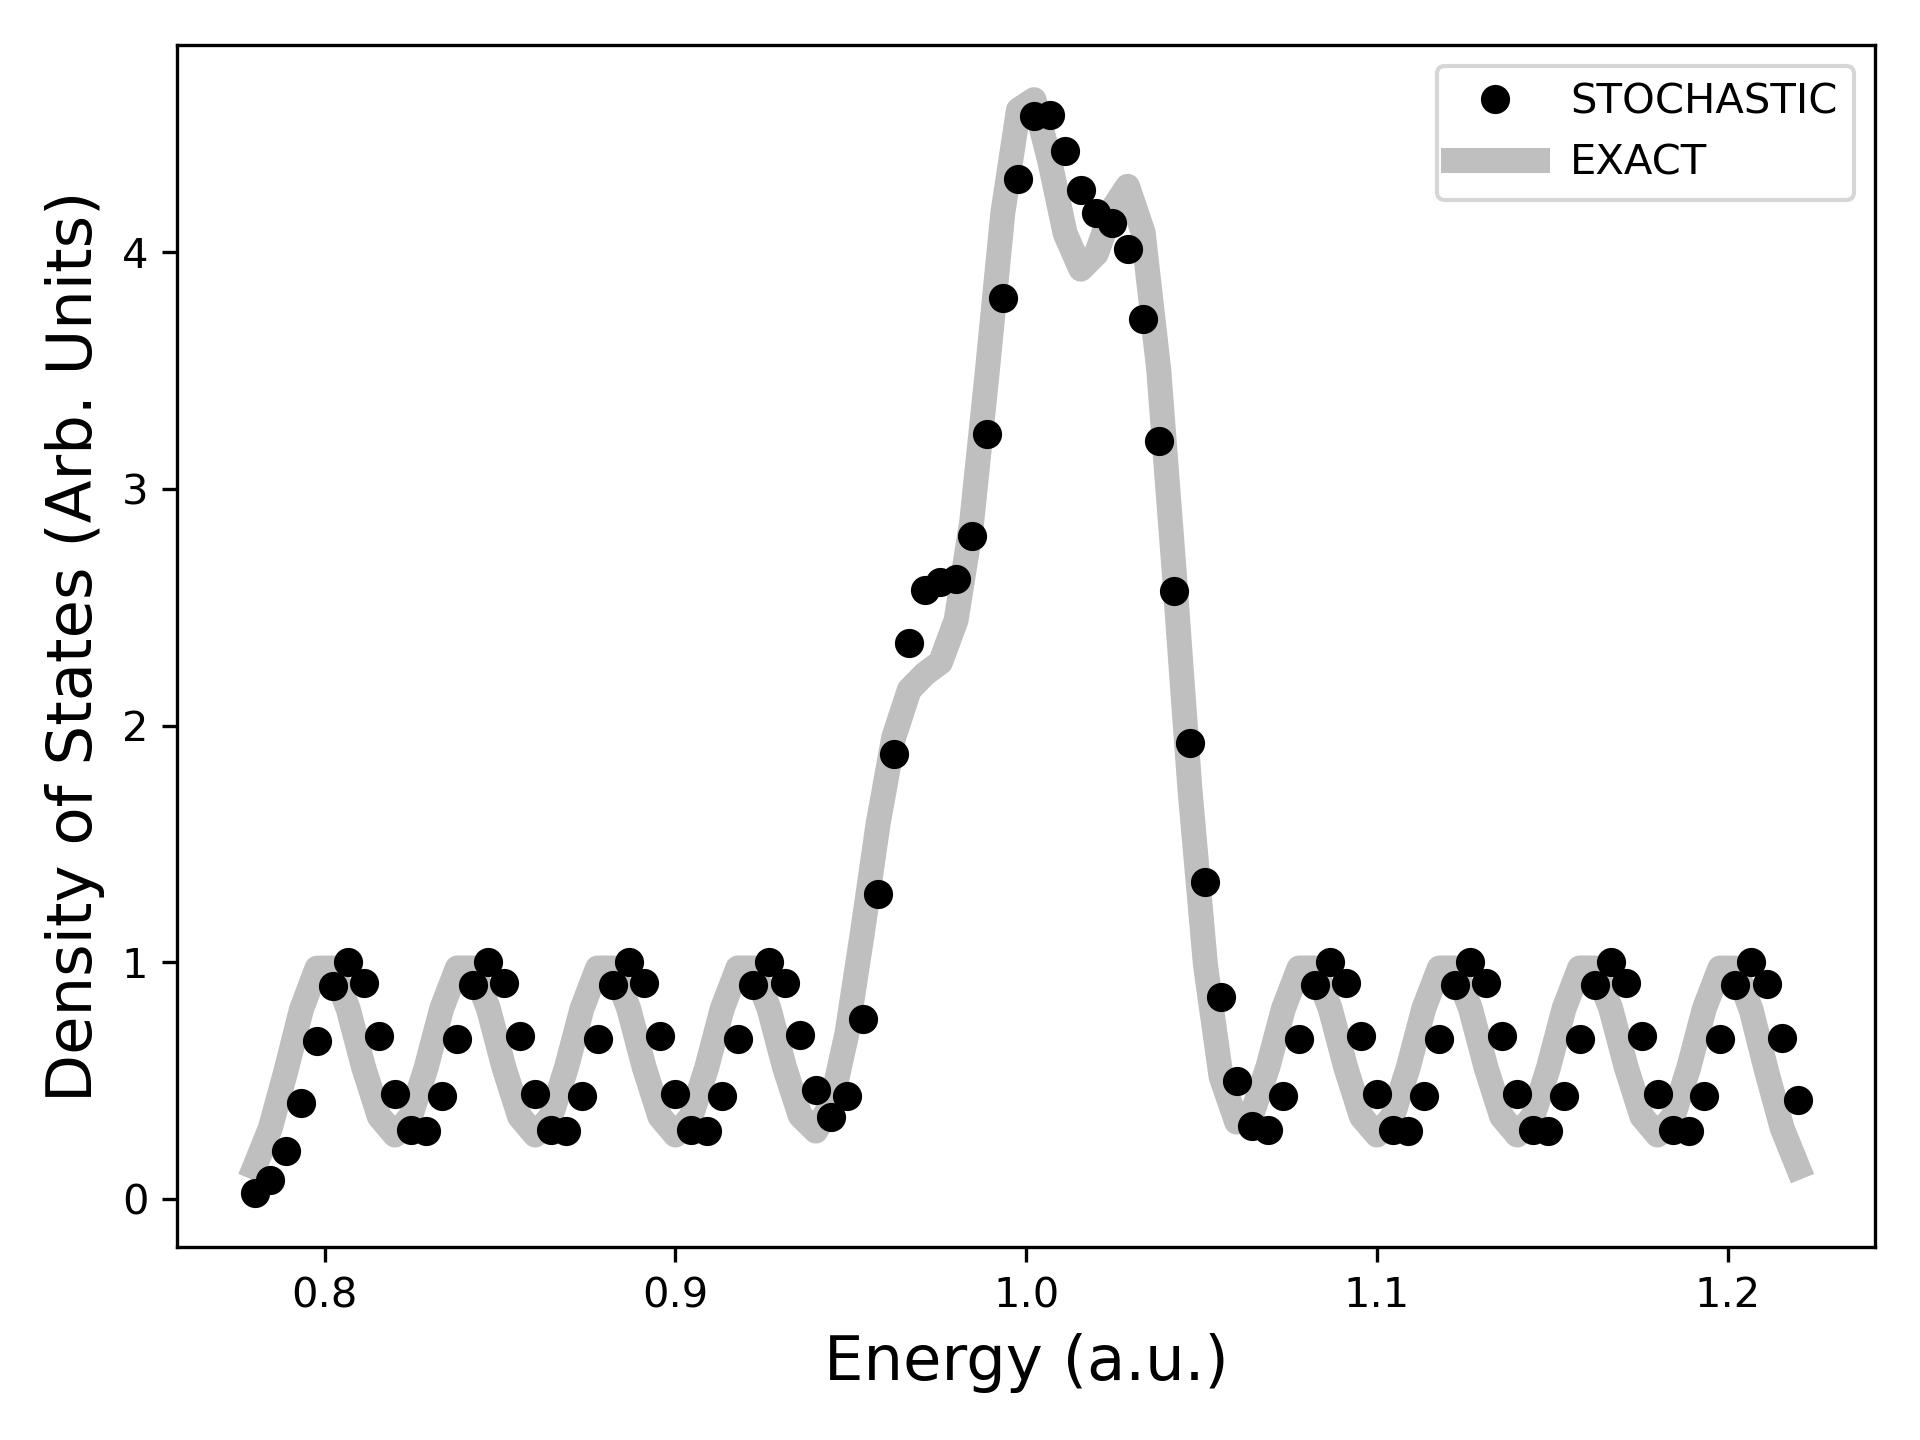 STOCHASTIC
EXACT
Density of States (Arb. Units)
4
3
2
1
0
0.8 0.9 1.0 1.1 1.2
Energy (a.u.)